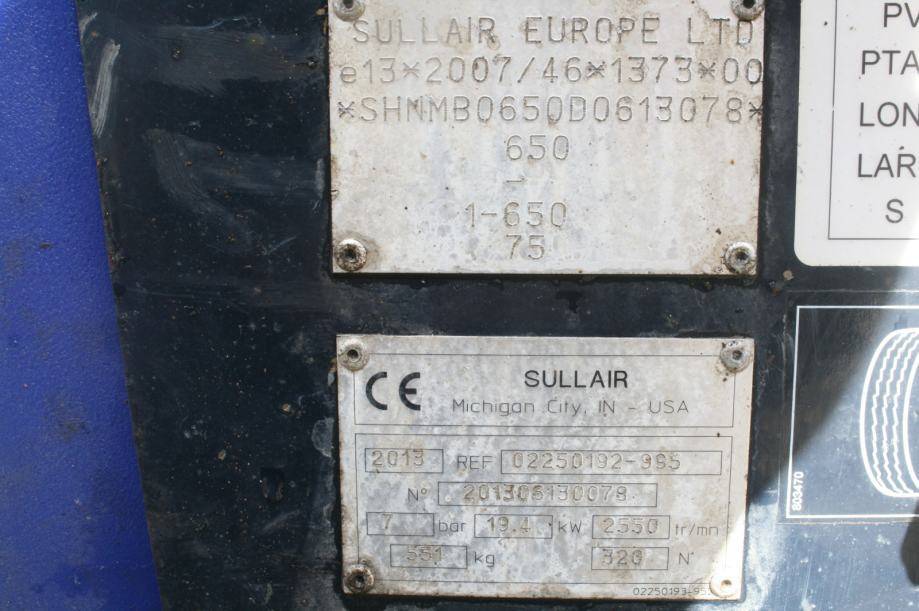 SULLAIR EUROPE LTD
e13*2007/46*1373*00
*SHNMB0650D0613078*
650
-
1-650
75
PV
PTA
LON
LAR
S
CE SULLAIR
Michigan City, IN - USA
2013 REF 02250192-995
N° 201306130078
7 bar 19.4 kW 2550 tr/mn
551 kg 320 N°
02250193-95
803470